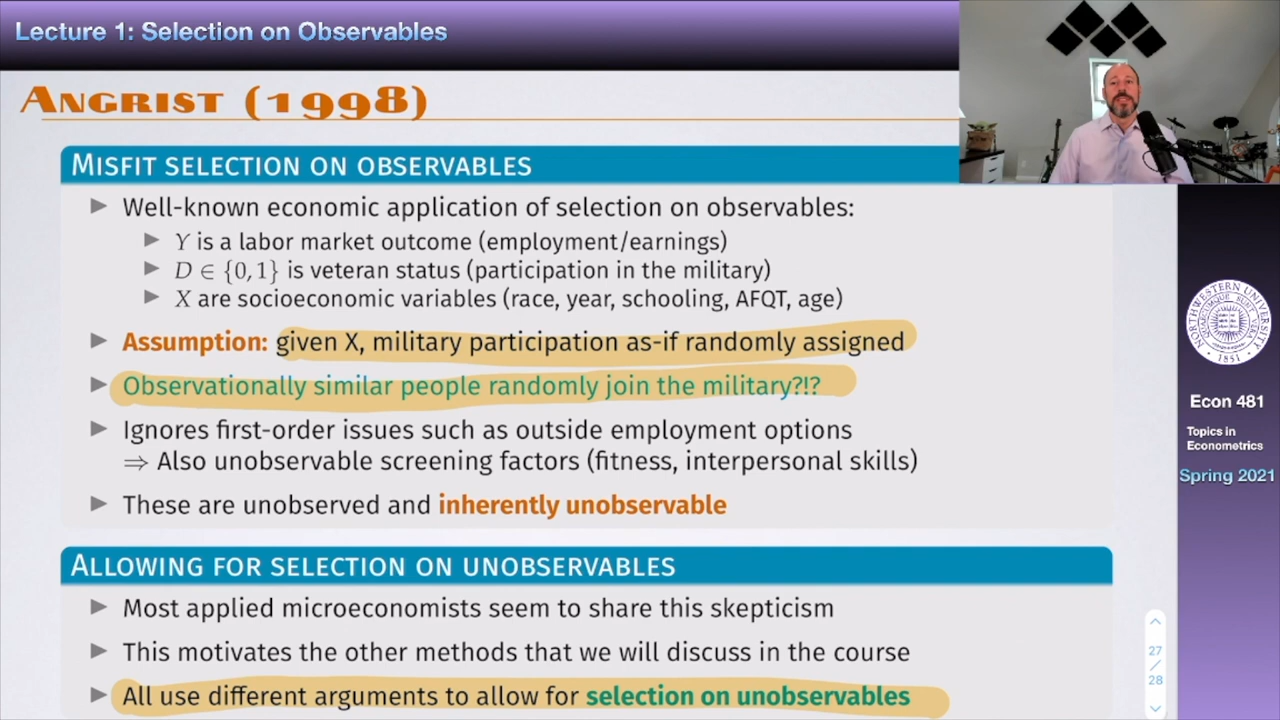 Lecture 1: Selection on Observables
ANGRIST (1998)
MISFIT SELECTION ON OBSERVABLES
▶ Well-known economic application of selection on observables:
▶ Y is a labor market outcome (employment/earnings)
▶ D ∈ {0, 1} is veteran status (participation in the military)
▶ X are socioeconomic variables (race, year, schooling, AFQT, age)
▶ Assumption: given X, military participation as-if randomly assigned
▶ Observationally similar people randomly join the military?!?
▶ Ignores first-order issues such as outside employment options
⇒ Also unobservable screening factors (fitness, interpersonal skills)
▶ These are unobserved and inherently unobservable
ALLOWING FOR SELECTION ON UNOBSERVABLES
▶ Most applied microeconomists seem to share this skepticism
▶ This motivates the other methods that we will discuss in the course
▶ All use different arguments to allow for selection on unobservables
NORTHWESTERN UNIVERSITY
• 1851 •
Econ 481
Topics in
Econometrics
Spring 2021
27
/
28